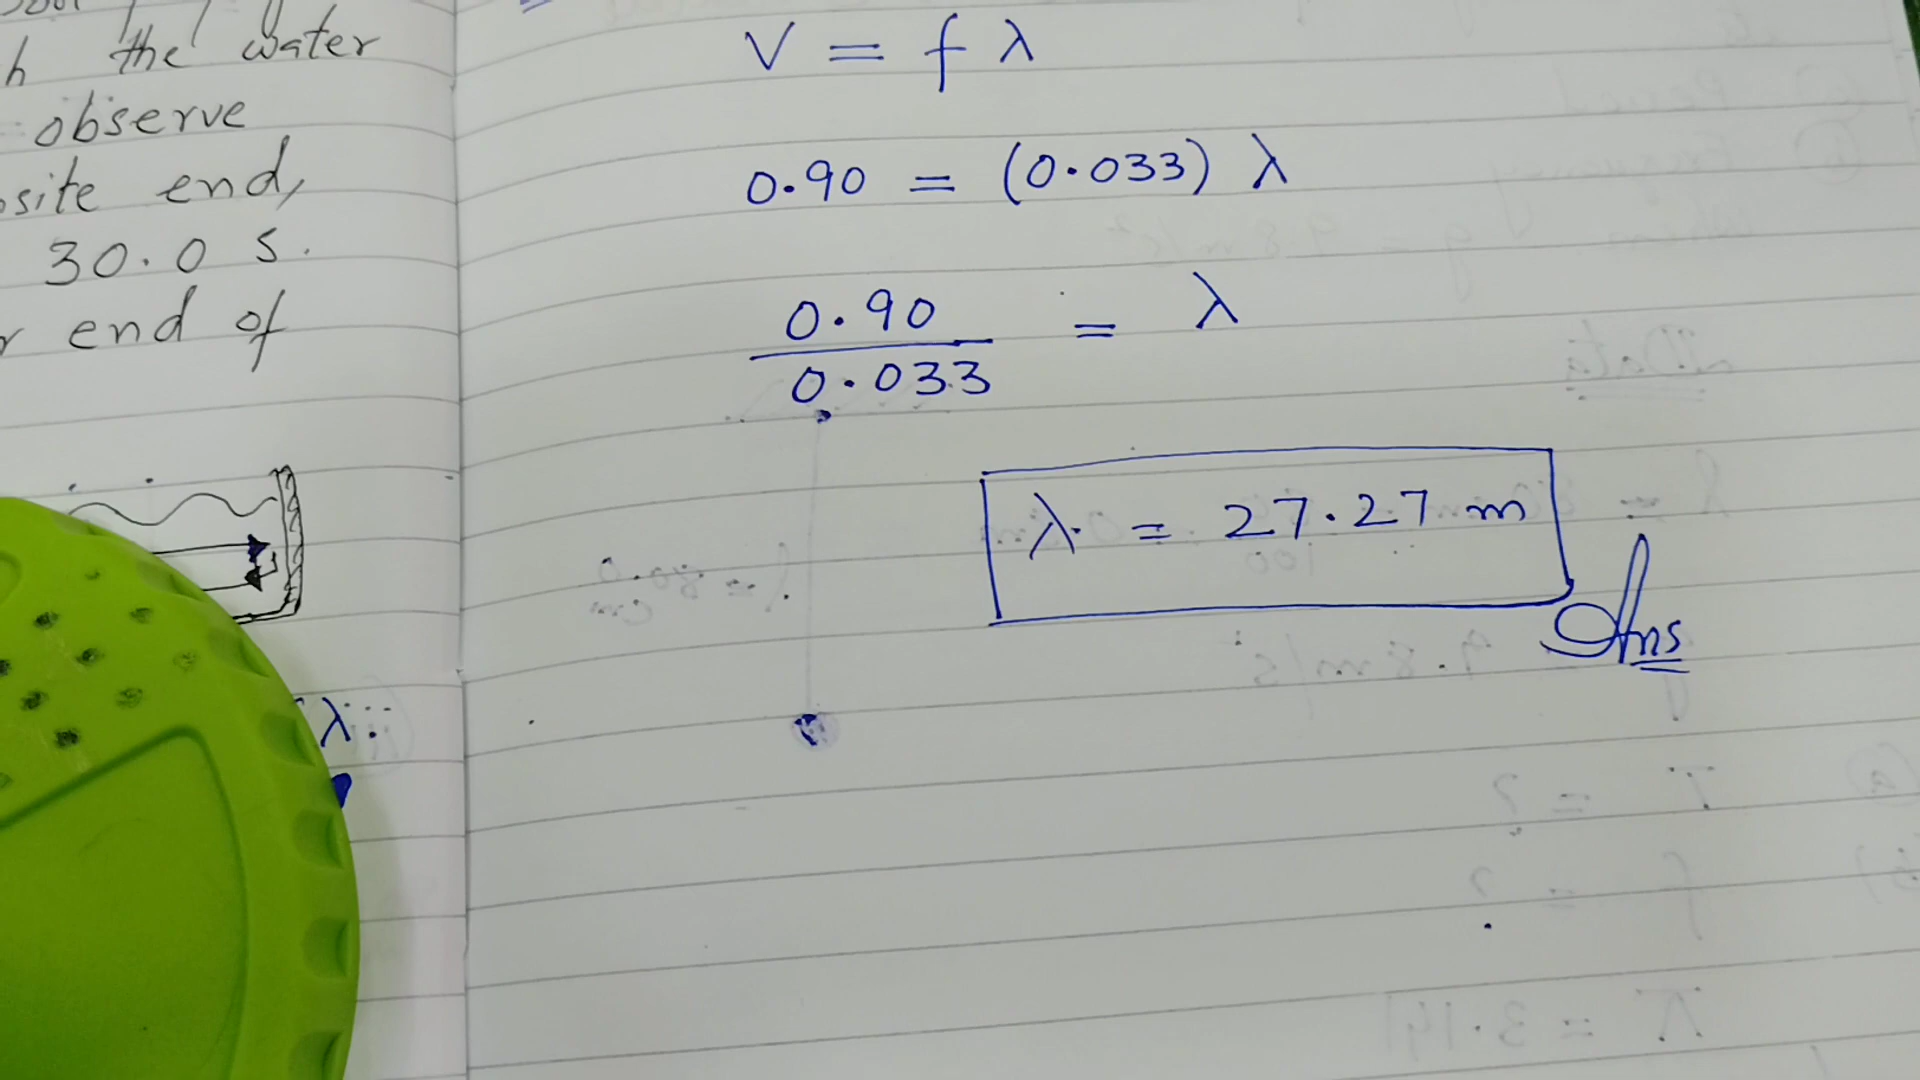 h the water
observe
site end,
30.0 s.
end of
λ
V = f λ
0.90 = (0.033) λ
0.90 / 0.033 = λ
λ = 27.27 m
Ans